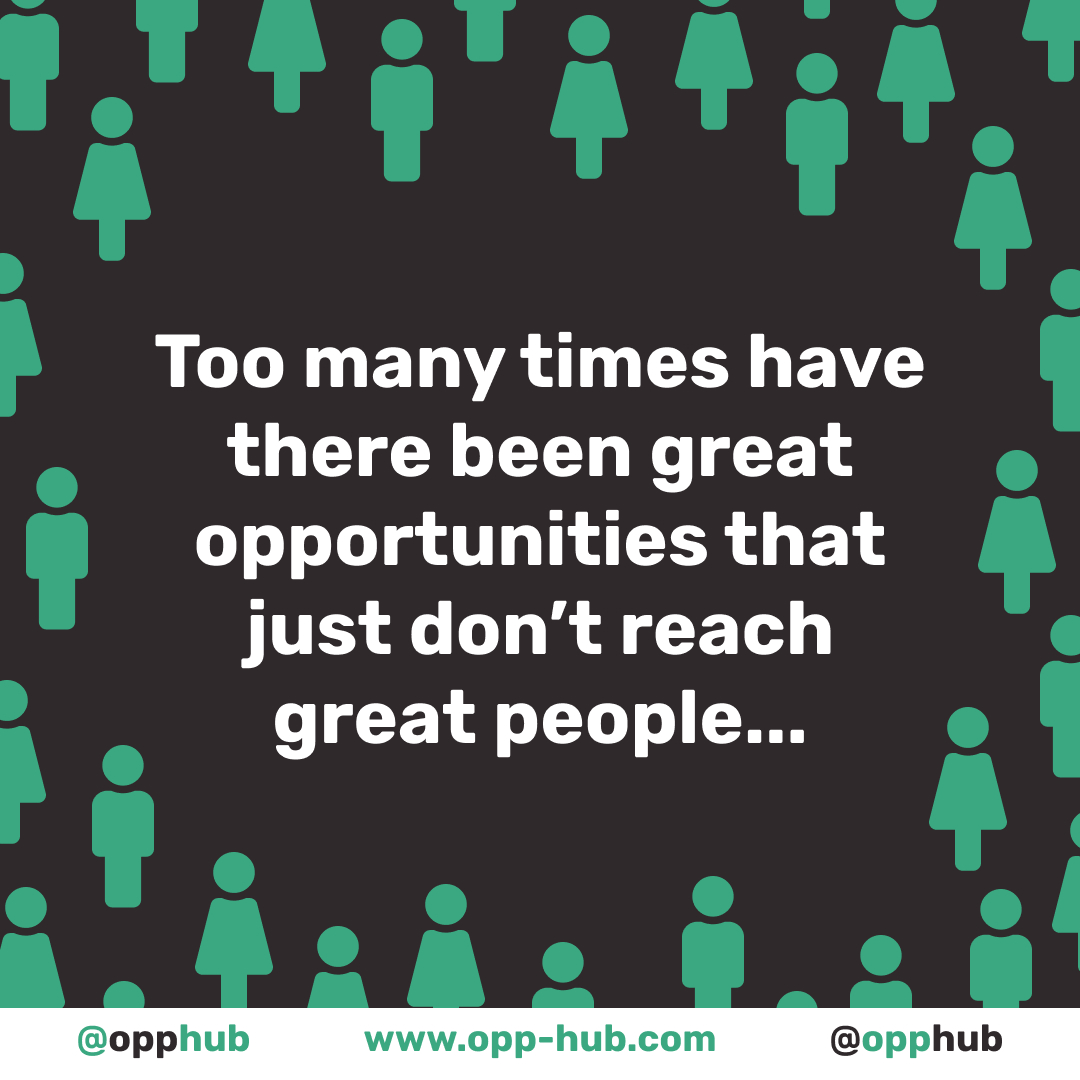 Too many times have
there been great
opportunities that
just don’t reach
great people...
@opphub www.opp-hub.com @opphub